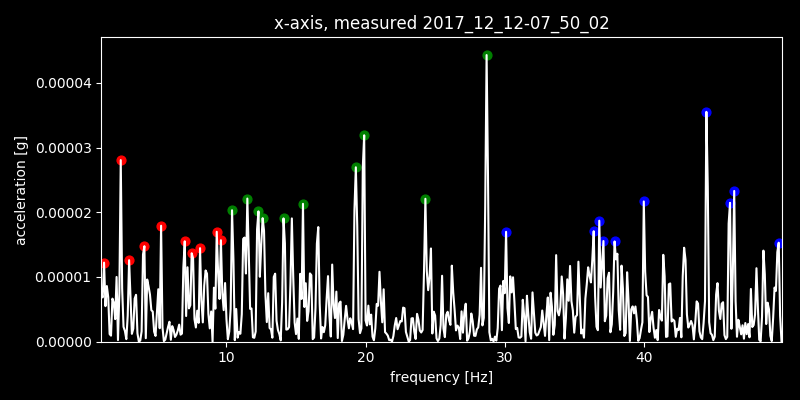 x-axis, measured 2017_12_12-07_50_02
acceleration [g]
0.00004
0.00003
0.00002
0.00001
0.00000
10 20 30 40
frequency [Hz]